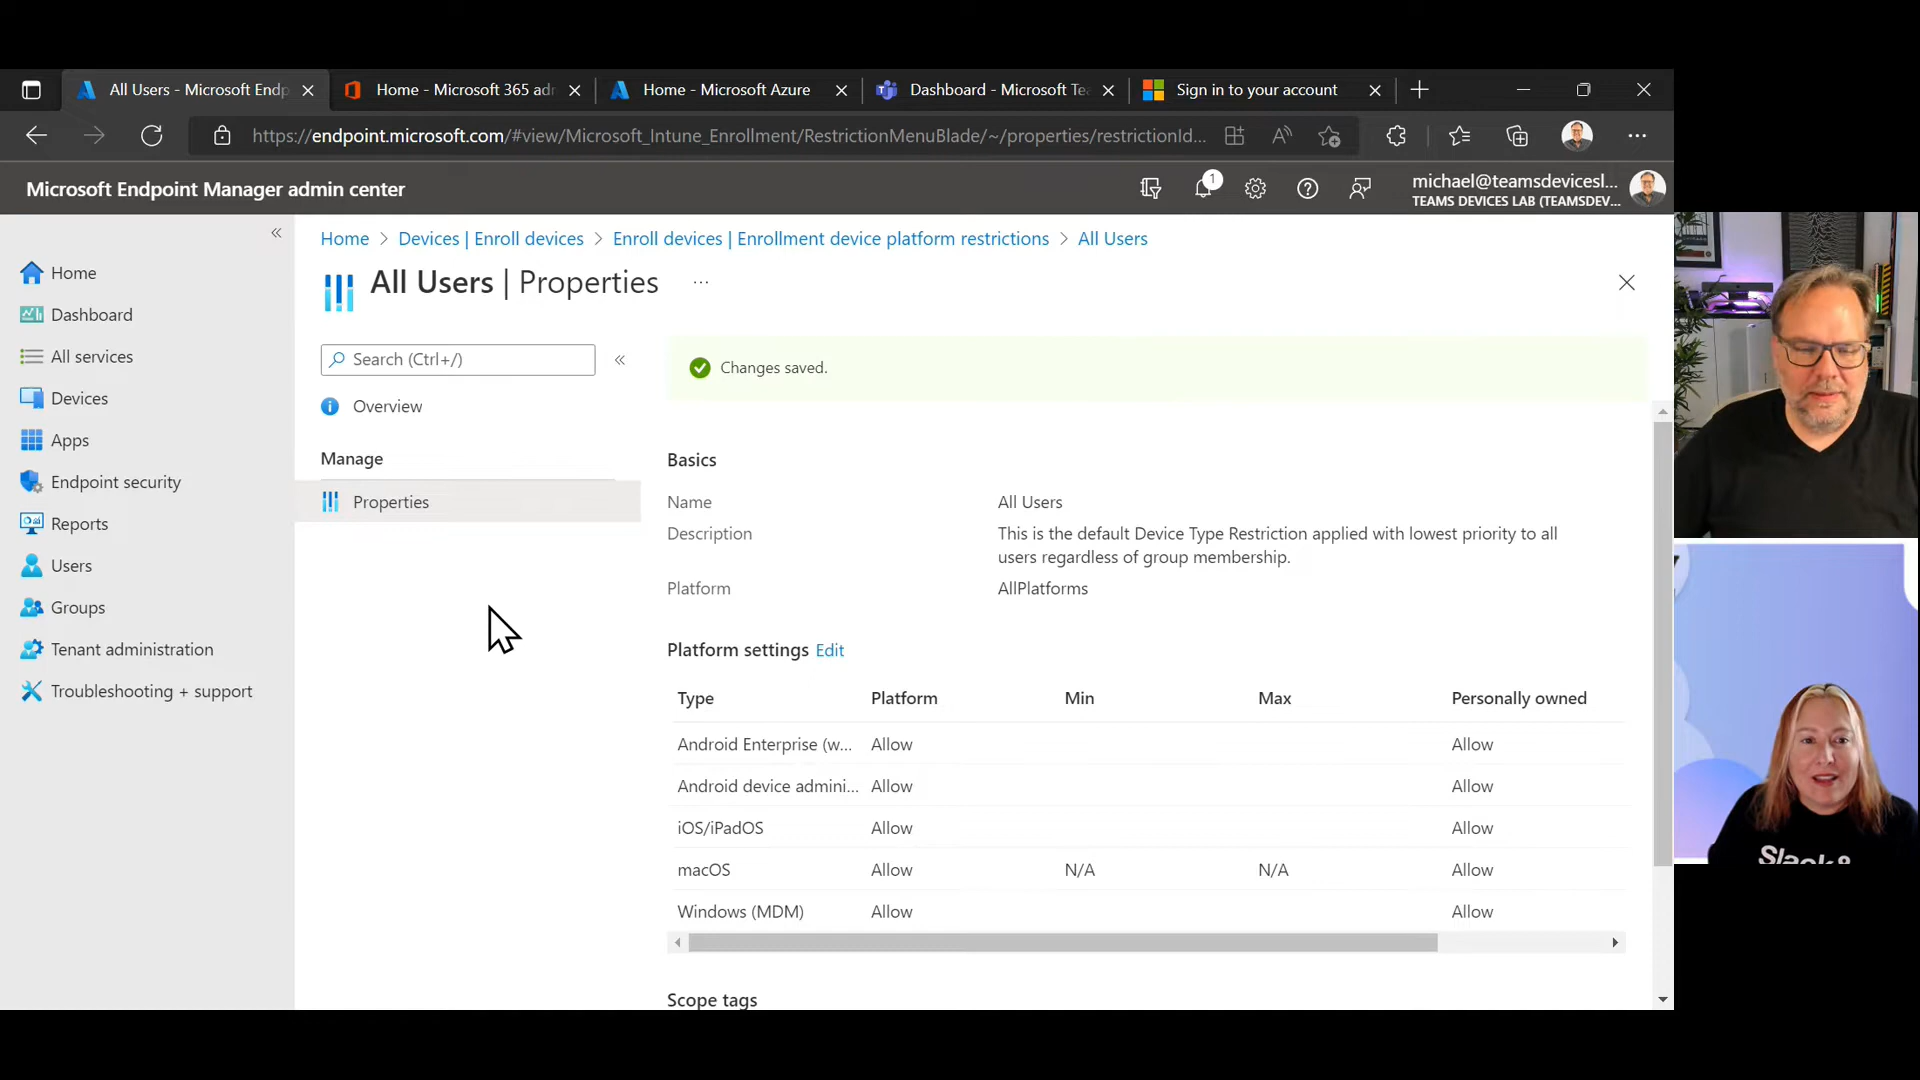 All Users - Microsoft Endp
Home - Microsoft 365 adr
Home - Microsoft Azure
Dashboard - Microsoft Te
Sign in to your account
https://endpoint.microsoft.com/#view/Microsoft_Intune_Enrollment/RestrictionMenuBlade/~/properties/restrictionId...
Microsoft Endpoint Manager admin center
1
michael@teamsdevicesl...
TEAMS DEVICES LAB (TEAMSDEV...
Home
Dashboard
All services
Devices
Apps
Endpoint security
Reports
Users
Groups
Tenant administration
Troubleshooting + support
Home > Devices | Enroll devices > Enroll devices | Enrollment device platform restrictions > All Users
All Users | Properties ...
Search (Ctrl+/)
Overview
Manage
Properties
Changes saved.
Basics
Name All Users
Description This is the default Device Type Restriction applied with lowest priority to all
users regardless of group membership.
Platform AllPlatforms
Platform settings Edit
Type Platform Min Max Personally owned
Android Enterprise (w... Allow Allow
Android device admini... Allow Allow
iOS/iPadOS Allow Allow
macOS Allow N/A N/A Allow
Windows (MDM) Allow Allow
Scope tags